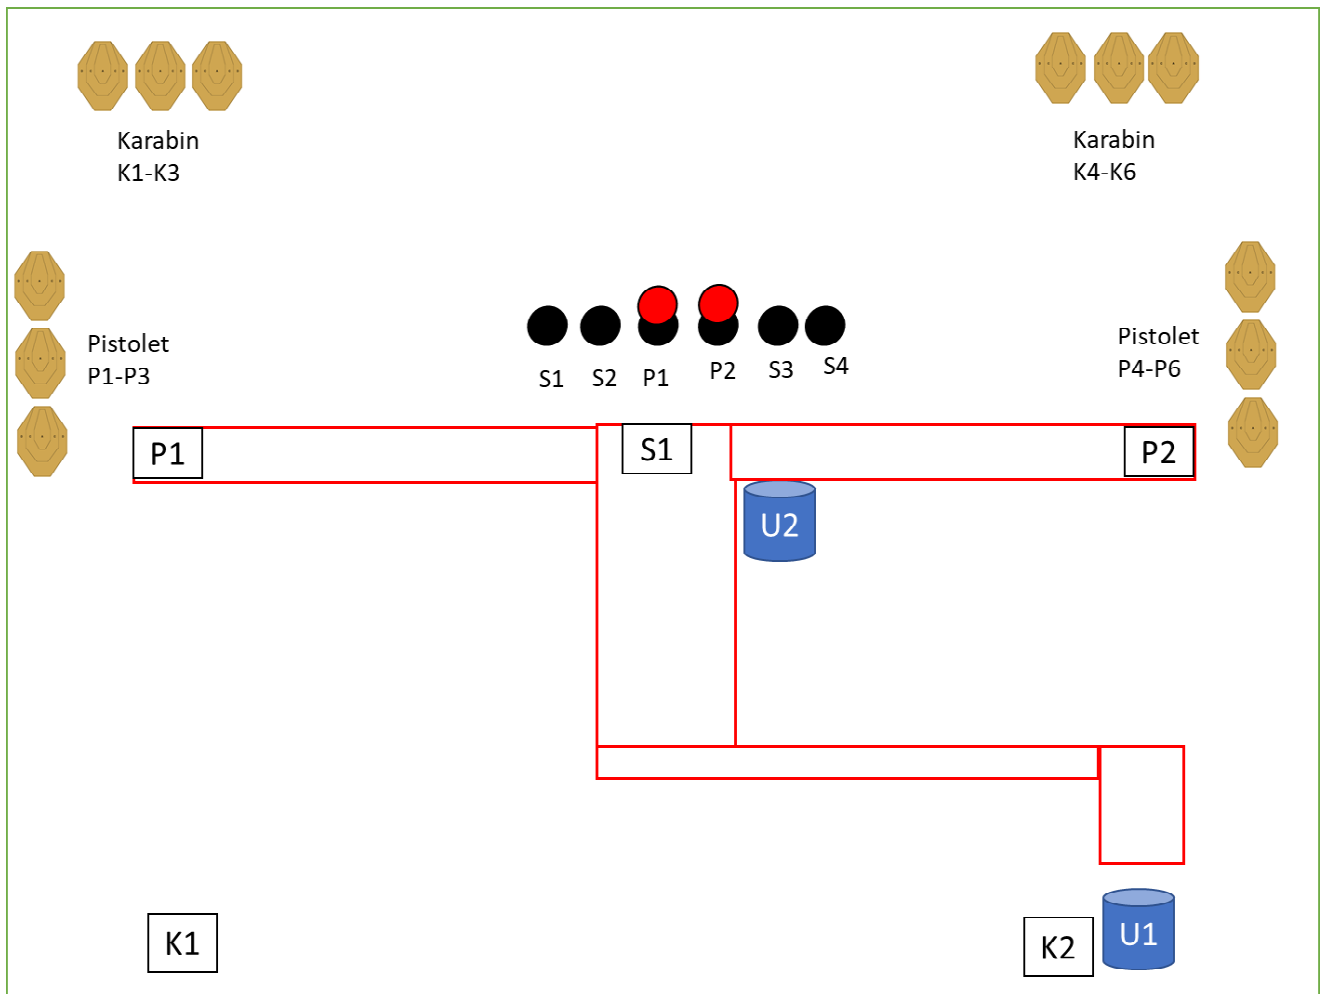 Karabin
K1-K3
Karabin
K4-K6
Pistolet
P1-P3
Pistolet
P4-P6
S1 S2 P1 P2 S3 S4
P1 S1 P2
U2
K1 K2 U1